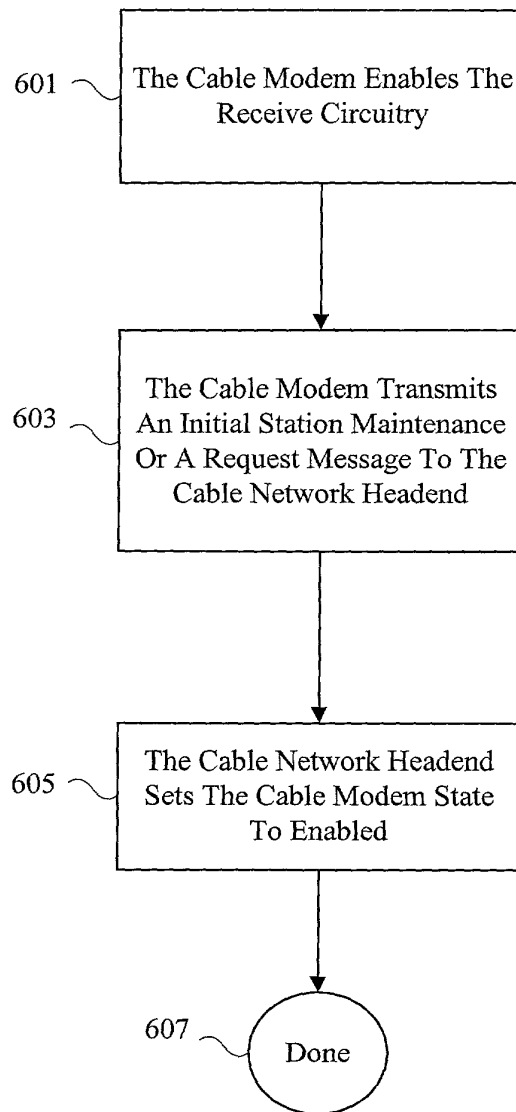 601
The Cable Modem Enables The
Receive Circuitry
603
The Cable Modem Transmits
An Initial Station Maintenance
Or A Request Message To The
Cable Network Headend
605
The Cable Network Headend
Sets The Cable Modem State
To Enabled
607
Done